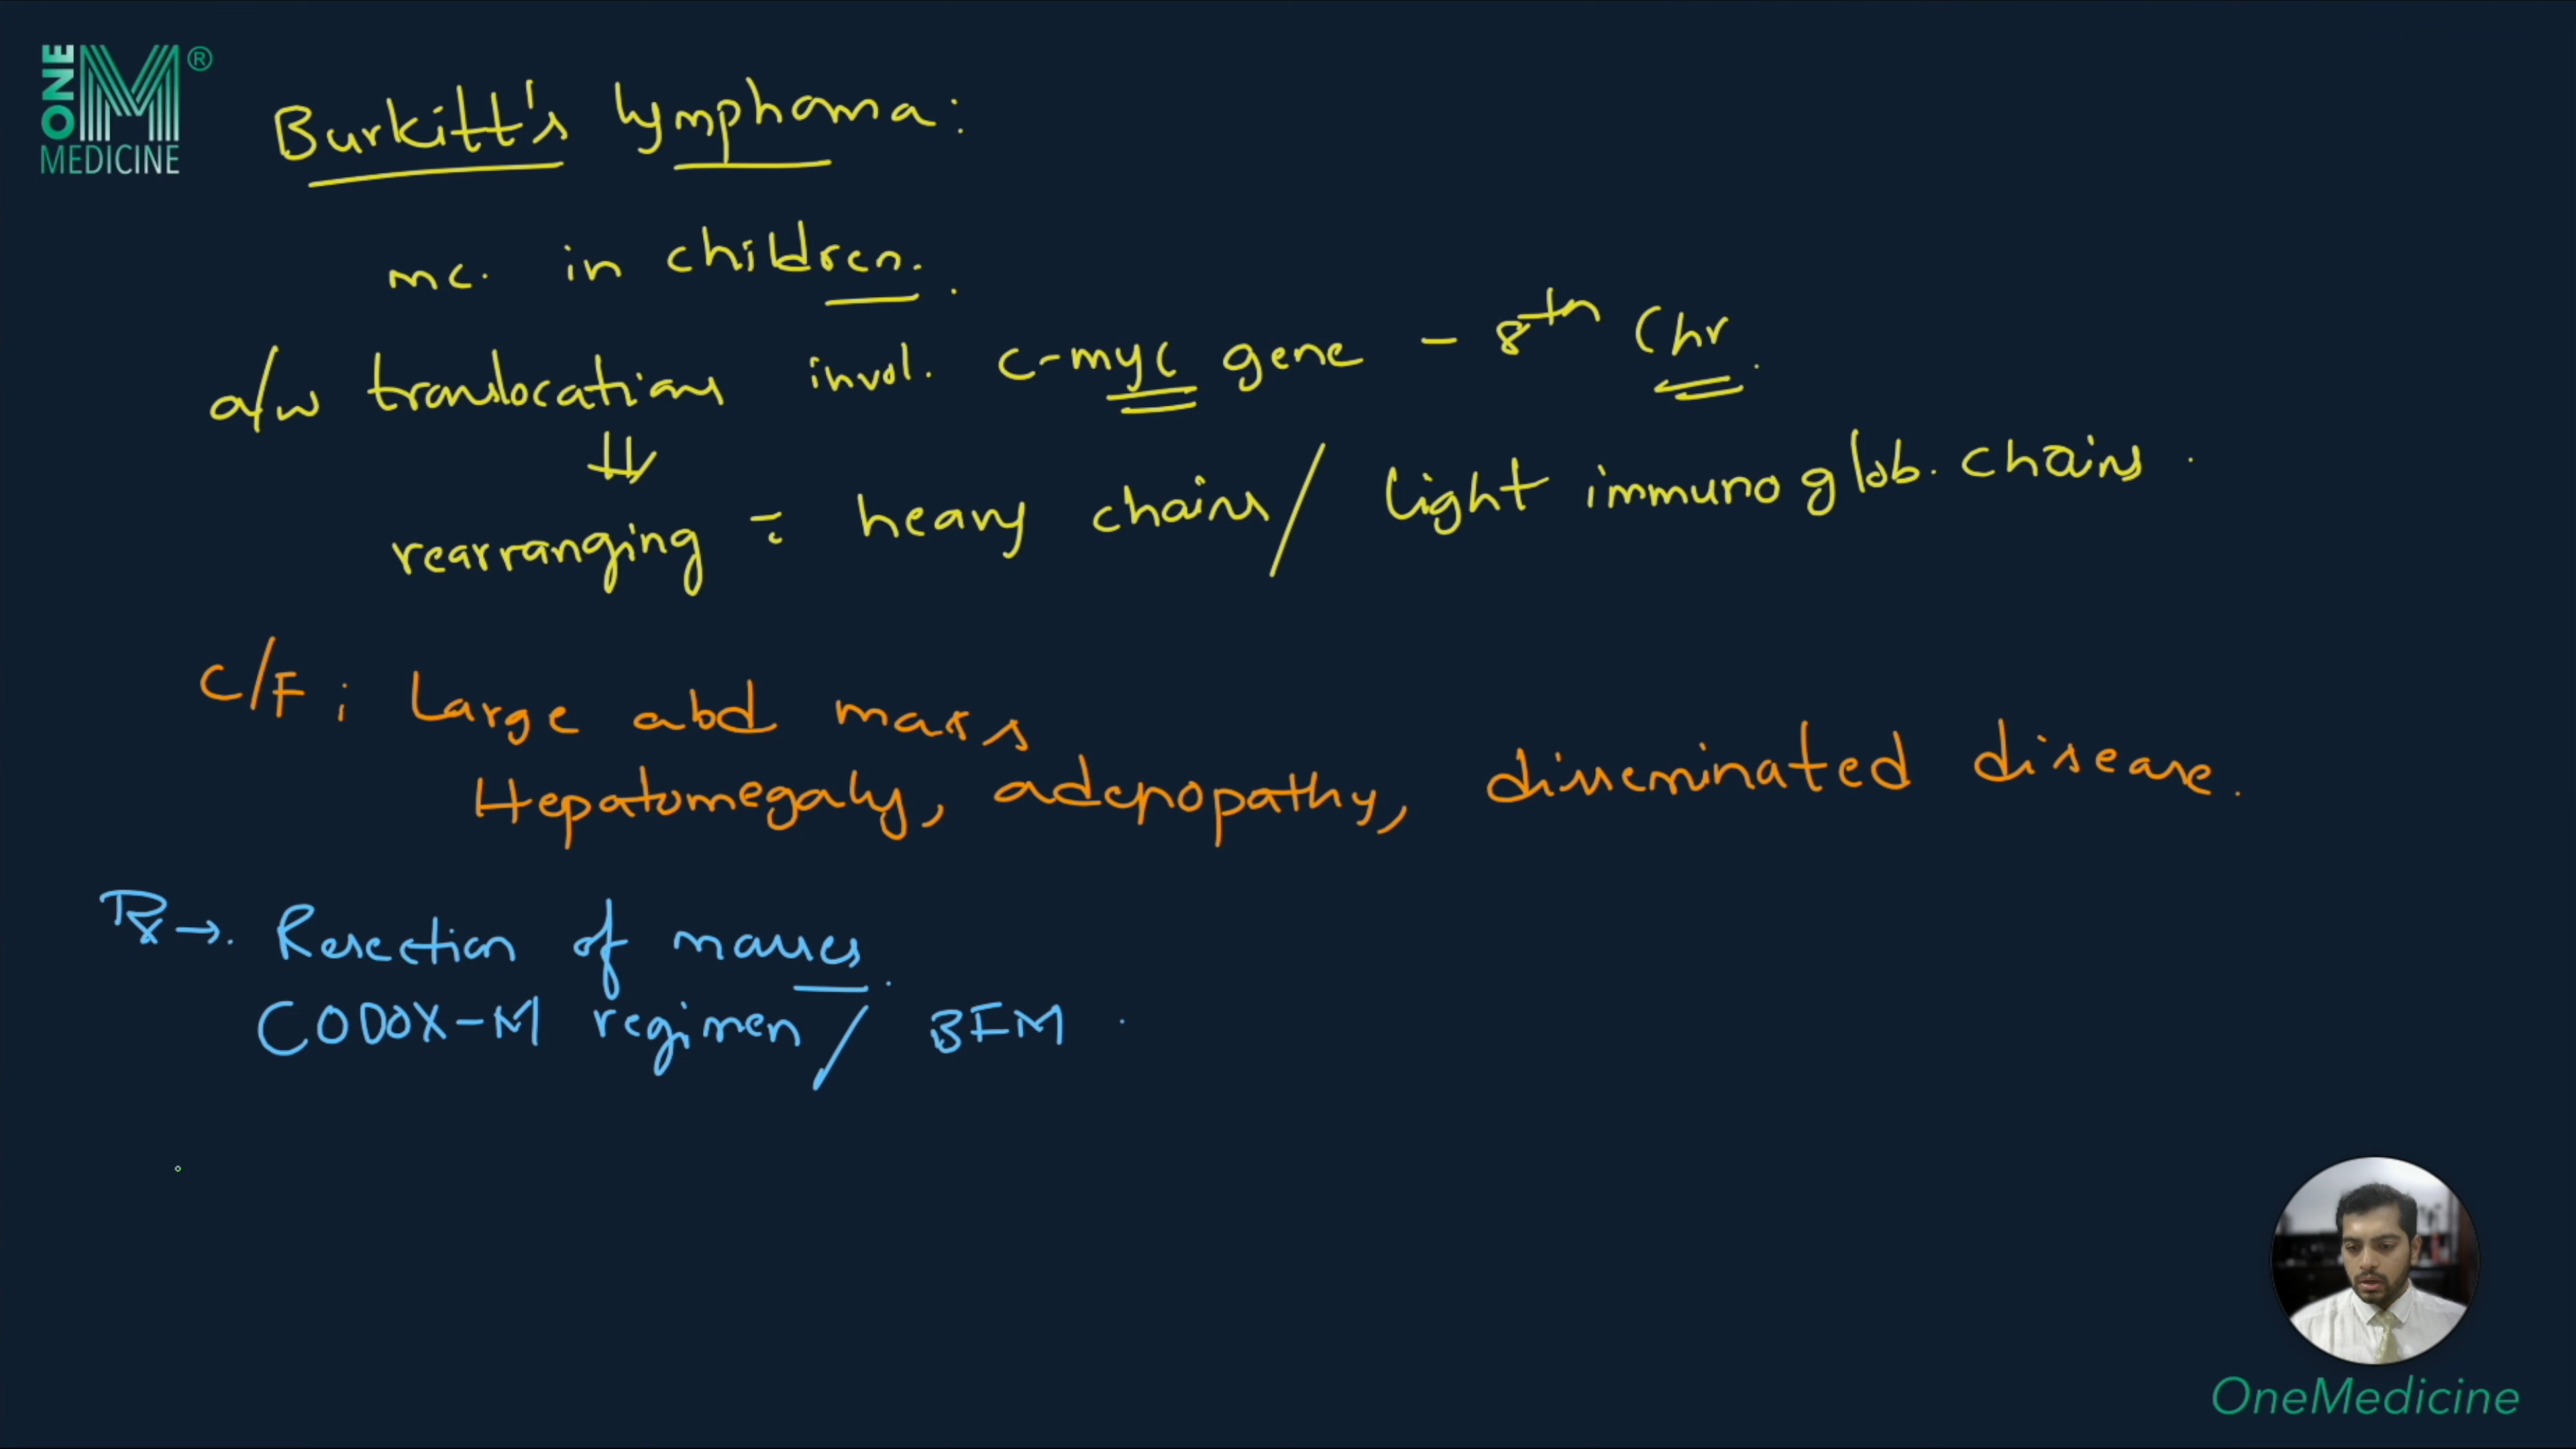 ONE M ®
MEDICINE
Burkitt's lymphoma:
mc. in children.
a/w translocations invol. c-myc gene - 8th Chr.
rearranging c̄ heavy chains/ light immunoglob. chains.
C/F: Large abd mass
Hepatomegaly, adenopathy, disseminated disease.
Rx →. Resection of masses.
CODOX-M regimen/ BFM.
OneMedicine